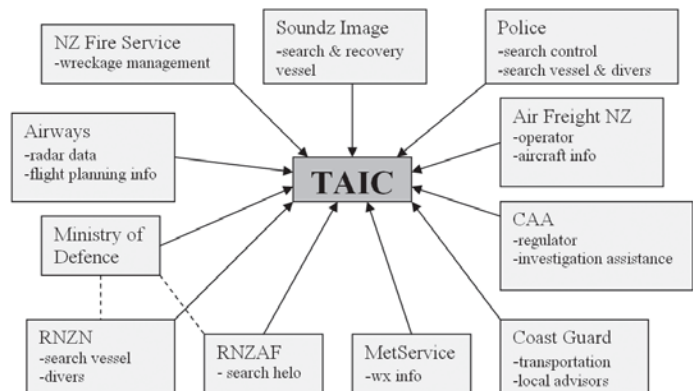 NZ Fire Service
-wreckage management
Soundz Image
-search & recovery
vessel
Police
-search control
-search vessel & divers
Airways
-radar data
-flight planning info
TAIC
Air Freight NZ
-operator
-aircraft info
Ministry of
Defence
CAA
-regulator
-investigation assistance
RNZN
-search vessel
-divers
RNZAF
- search helo
MetService
-wx info
Coast Guard
-transportation
-local advisors